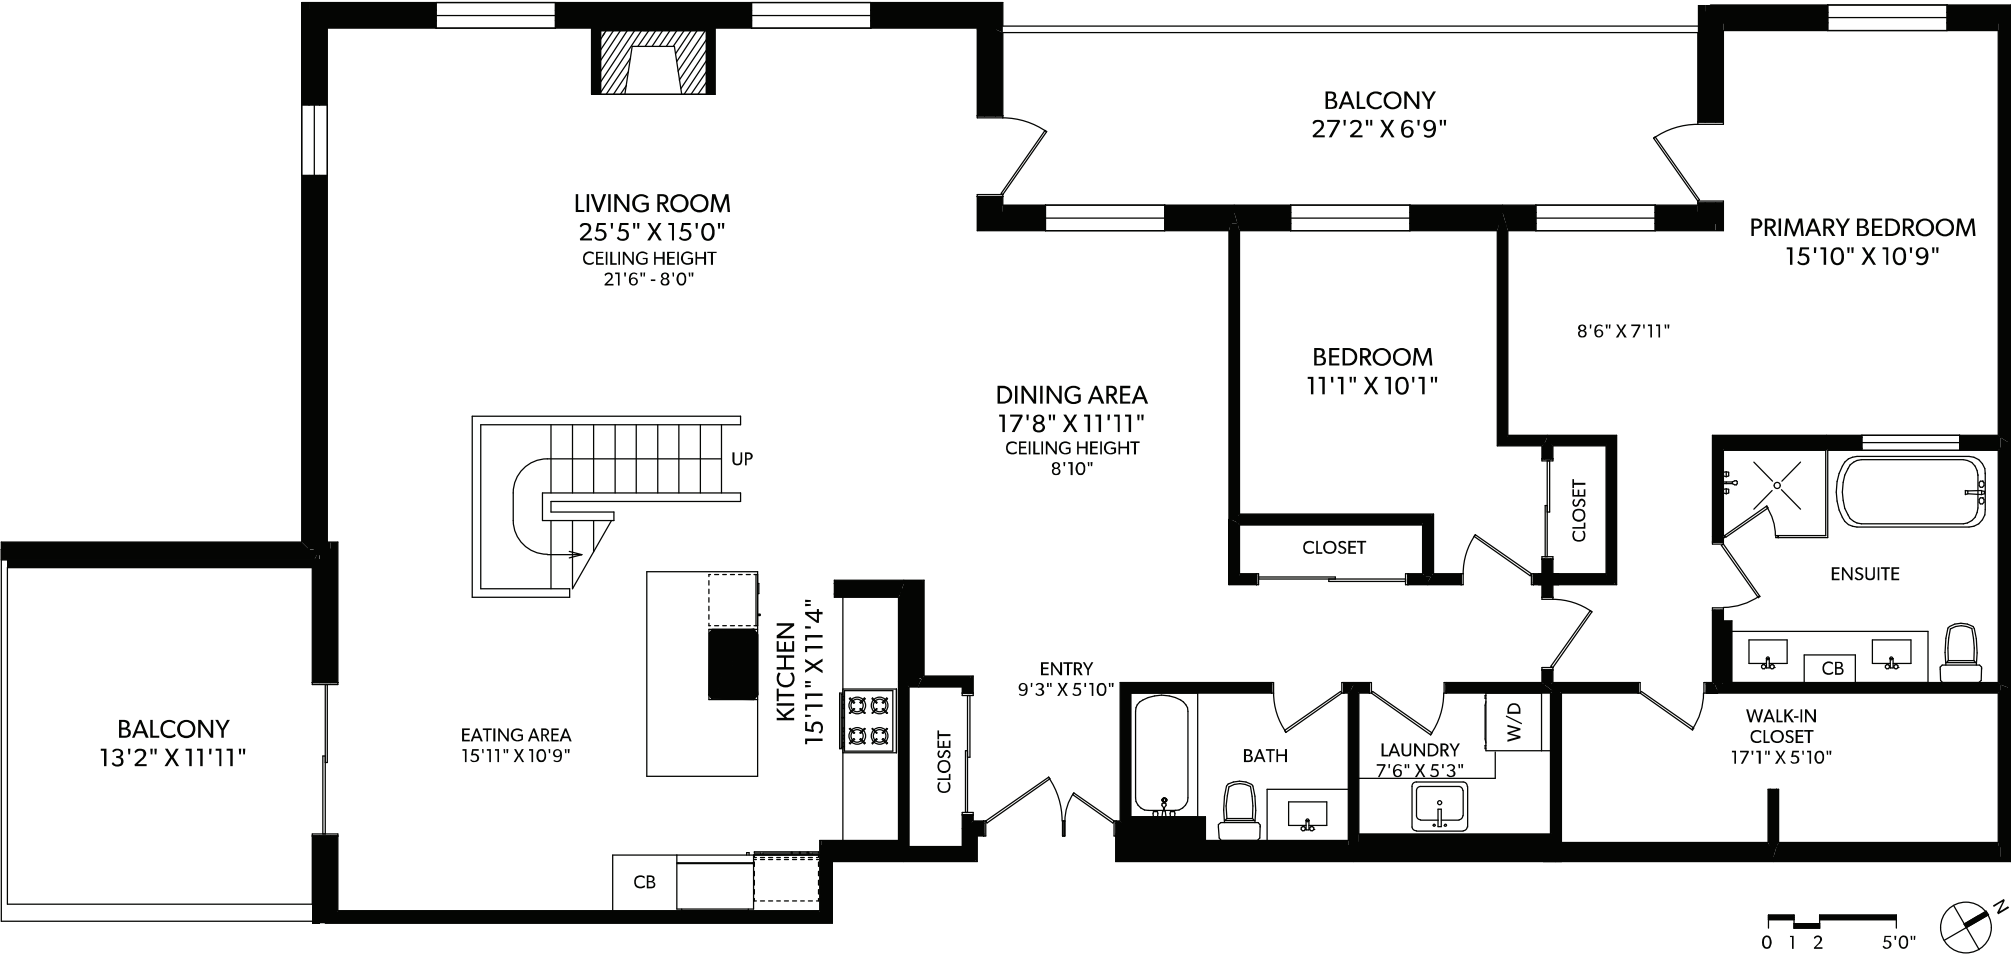 BALCONY
27'2" X 6'9"
LIVING ROOM
25'5" X 15'0"
CEILING HEIGHT
21'6" - 8'0"
PRIMARY BEDROOM
15'10" X 10'9"
8'6" X 7'11"
BEDROOM
11'1" X 10'1"
DINING AREA
17'8" X 11'11"
CEILING HEIGHT
8'10"
UP
CLOSET
CLOSET
ENSUITE
CB
KITCHEN
15'11" X 11'4"
ENTRY
9'3" X 5'10"
BALCONY
13'2" X 11'11"
EATING AREA
15'11" X 10'9"
CLOSET
BATH
LAUNDRY
7'6" X 5'3"
W/D
WALK-IN
CLOSET
17'1" X 5'10"
CB
0 1 2 5'0"
N